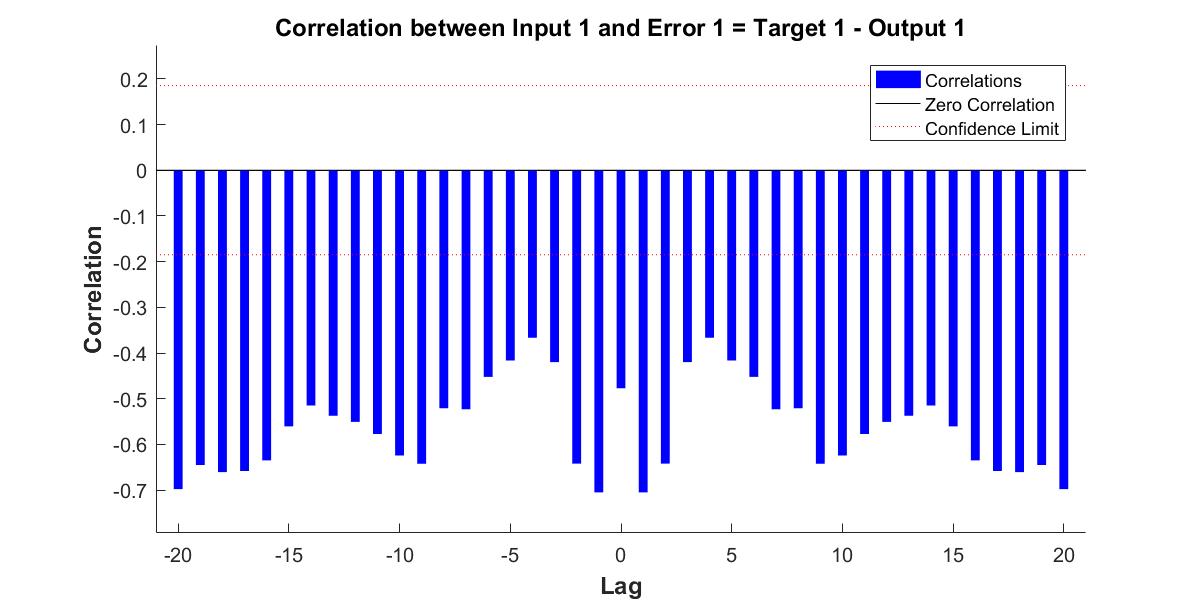 Correlation between Input 1 and Error 1 = Target 1 - Output 1
Correlations
Zero Correlation
Confidence Limit
0.2
0.1
0
-0.1
-0.2
-0.3
-0.4
-0.5
-0.6
-0.7
Correlation
-20 -15 -10 -5 0 5 10 15 20
Lag